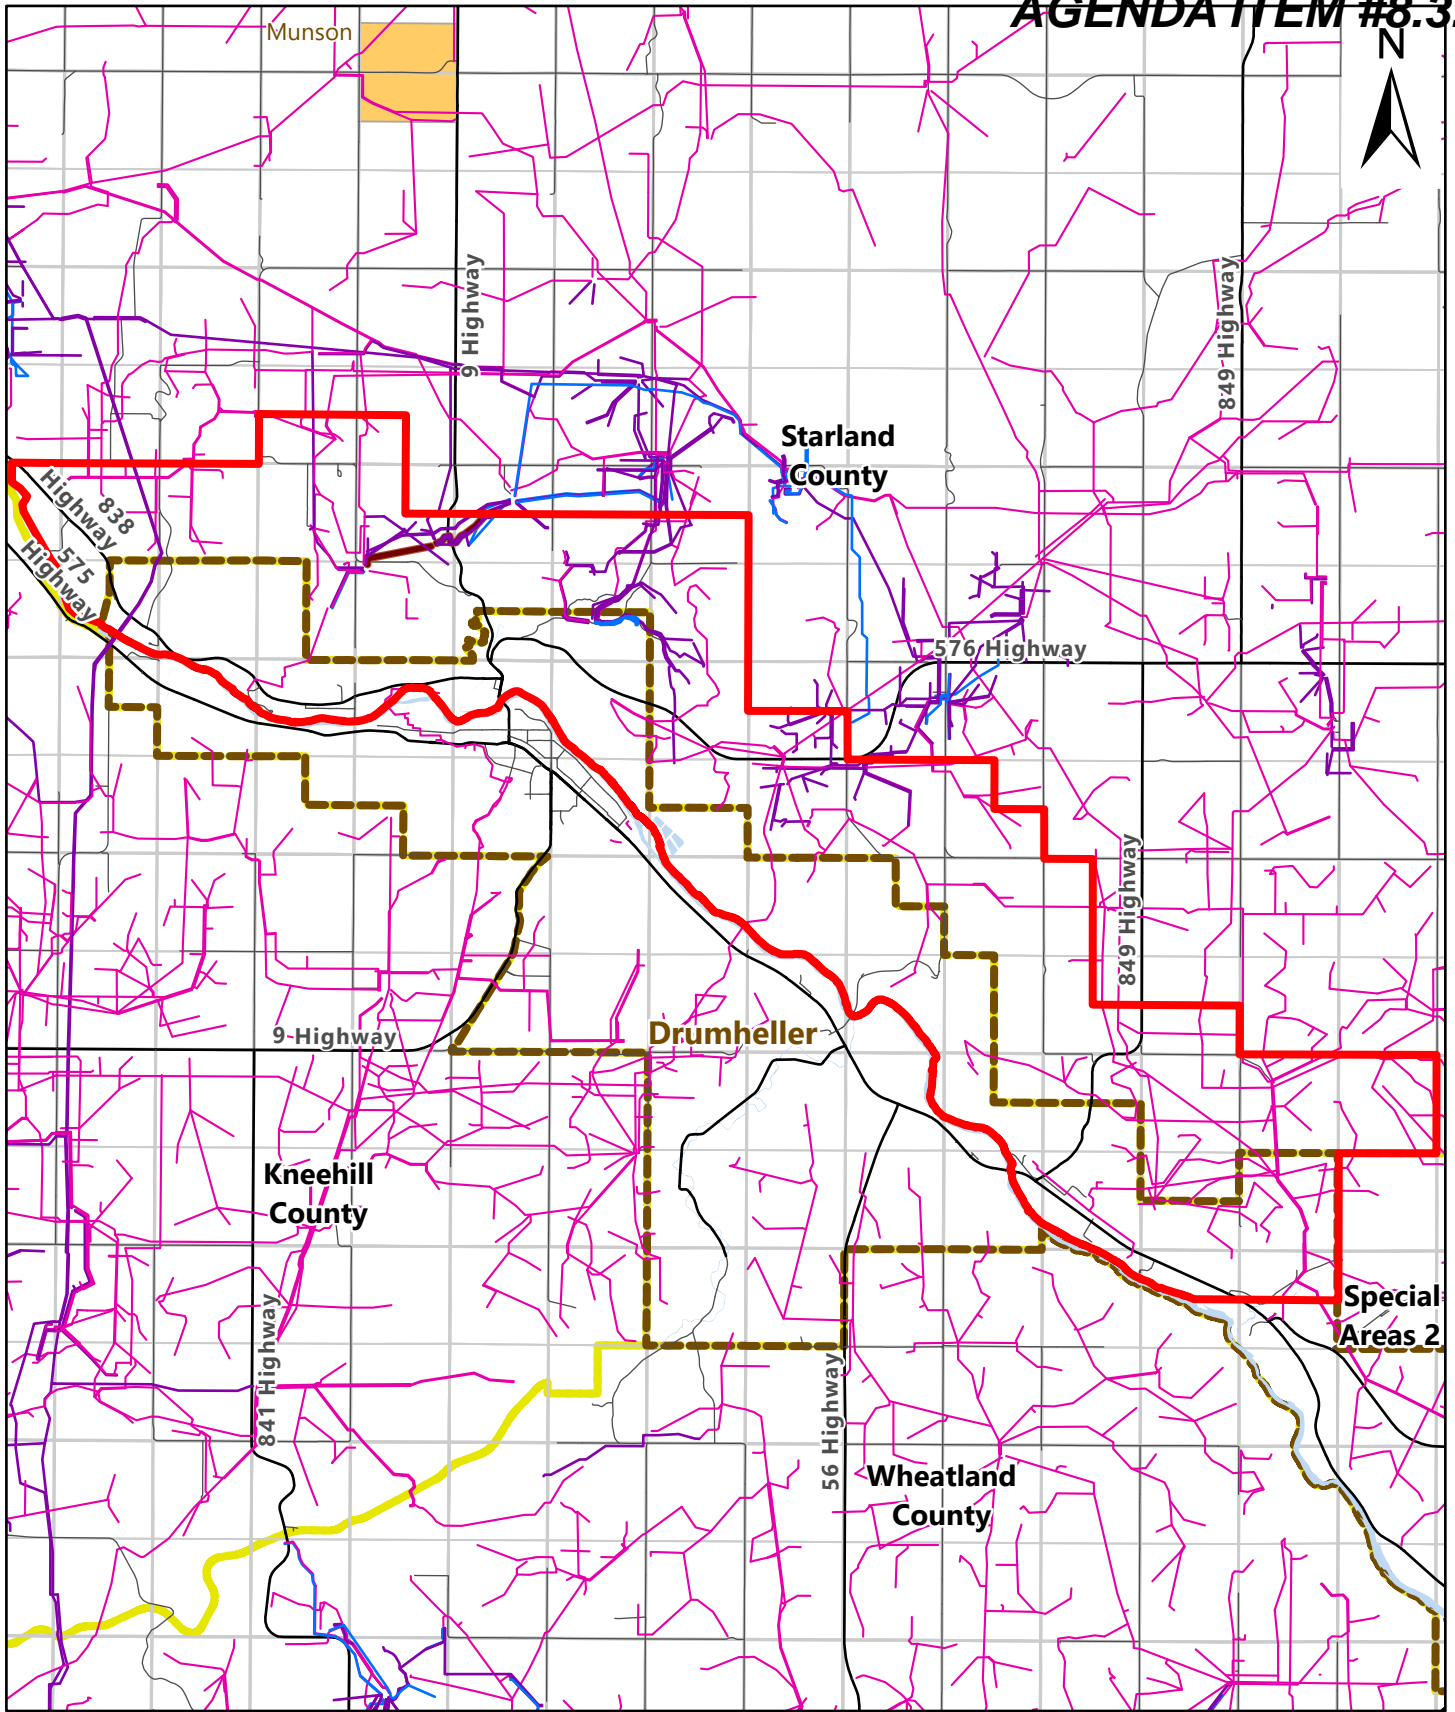 AGENDA ITEM #8.3.
N
Munson
9 Highway
849 Highway
Starland
County
Highway 838
Highway 575
576 Highway
849 Highway
Drumheller
9 Highway
Kneehill
County
Special
Areas 2
841 Highway
56 Highway
Wheatland
County